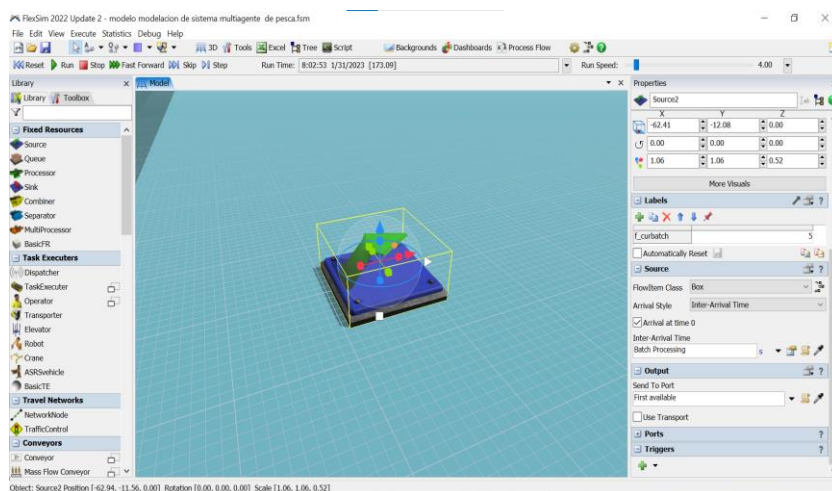 FlexSim 2022 Update 2 - modelo modelacion de sistema multiagente de pesca.fsm
File Edit View Execute Statistics Debug Help
3D Tools Excel Tree Script Backgrounds Dashboards Process Flow
Reset Run Stop Fast Forward Skip Step Run Time: 8:02:53 1/31/2023 [173.09] Run Speed: 4.00
Library
Library Toolbox
Fixed Resources
Source
Queue
Processor
Sink
Combiner
Separator
MultiProcessor
BasicFR
Task Executers
Dispatcher
TaskExecuter
Operator
Transporter
Elevator
Robot
Crane
ASRSvehicle
BasicTE
Travel Networks
NetworkNode
TrafficControl
Conveyors
Conveyor
Mass Flow Conveyor
Model
Properties
Source2
X Y Z
-62.41 -12.08 0.00
0.00 0.00 0.00
1.06 1.06 0.52
More Visuals
Labels
f_curbatch 5
Automatically Reset
Source
FlowItem Class Box
Arrival Style Inter-Arrival Time
Arrival at time 0
Inter-Arrival Time
Batch Processing s
Output
Send To Port
First available
Use Transport
Ports
Triggers
Object: Source2 Position [-62.94, -11.56, 0.00] Rotation [0.00, 0.00, 0.00] Scale [1.06, 1.06, 0.52]